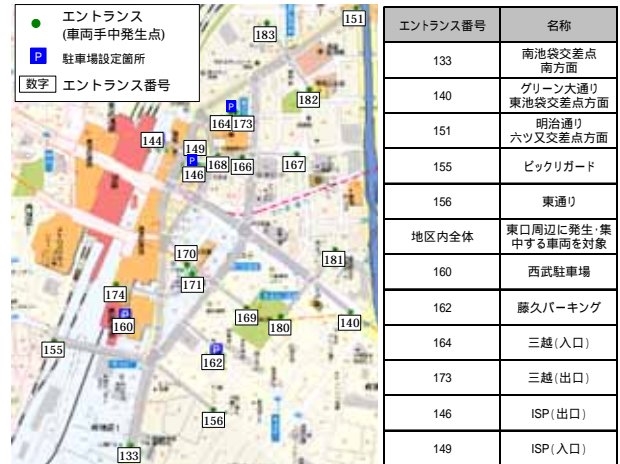 エントランス
(車両手中発生点)
P 駐車場設定箇所
数字 エントランス番号
151
183
182
164 173
144
149
146
168 166
167
170
171
181
174
160
169
180
140
155
162
156
133
エントランス番号 名称
133 南池袋交差点
南方面
140 グリーン大通り
東池袋交差点方面
151 明治通り
六ツ又交差点方面
155 ビックリガード
156 東通り
地区内全体 東口周辺に発生・集
中する車両を対象
160 西武駐車場
162 藤久パーキング
164 三越(入口)
173 三越(出口)
146 ISP(出口)
149 ISP(入口)